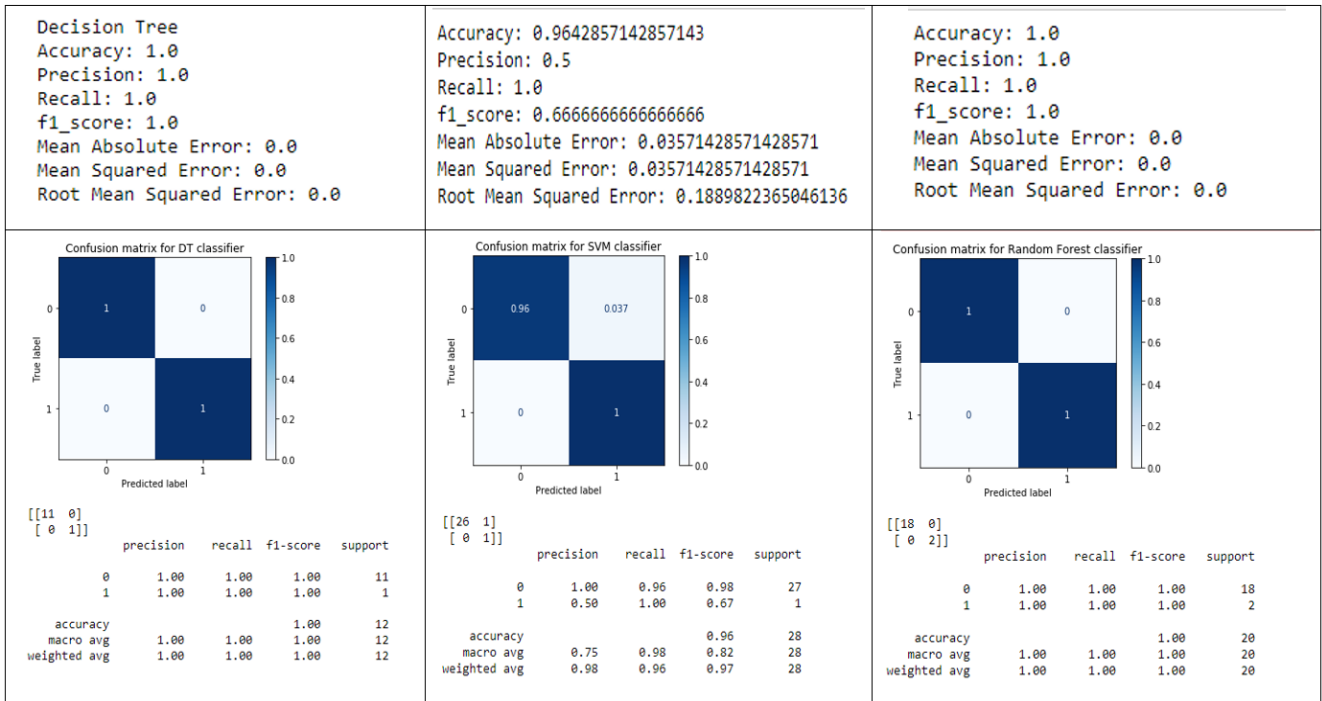 Decision Tree
Accuracy: 1.0
Precision: 1.0
Recall: 1.0
f1_score: 1.0
Mean Absolute Error: 0.0
Mean Squared Error: 0.0
Root Mean Squared Error: 0.0
Accuracy: 0.9642857142857143
Precision: 0.5
Recall: 1.0
f1_score: 0.6666666666666666
Mean Absolute Error: 0.03571428571428571
Mean Squared Error: 0.03571428571428571
Root Mean Squared Error: 0.1889822365046136
Accuracy: 1.0
Precision: 1.0
Recall: 1.0
f1_score: 1.0
Mean Absolute Error: 0.0
Mean Squared Error: 0.0
Root Mean Squared Error: 0.0
Confusion matrix for DT classifier
1.0
0 1 0
0.8
0.6
True label
0.4
1 0 1
0.2
0.0
0 1
Predicted label
[[11 0]
[ 0 1]]
precision recall f1-score support
0 1.00 1.00 1.00 11
1 1.00 1.00 1.00 1
accuracy 1.00 12
macro avg 1.00 1.00 1.00 12
weighted avg 1.00 1.00 1.00 12
Confusion matrix for SVM classifier
1.0
0 0.96 0.037
0.8
0.6
True label
0.4
1 0 1
0.2
0.0
0 1
Predicted label
[[26 1]
[ 0 1]]
precision recall f1-score support
0 1.00 0.96 0.98 27
1 0.50 1.00 0.67 1
accuracy 0.96 28
macro avg 0.75 0.98 0.82 28
weighted avg 0.98 0.96 0.97 28
Confusion matrix for Random Forest classifier
1.0
0 1 0
0.8
0.6
True label
0.4
1 0 1
0.2
0.0
0 1
Predicted label
[[18 0]
[ 0 2]]
precision recall f1-score support
0 1.00 1.00 1.00 18
1 1.00 1.00 1.00 2
accuracy 1.00 20
macro avg 1.00 1.00 1.00 20
weighted avg 1.00 1.00 1.00 20